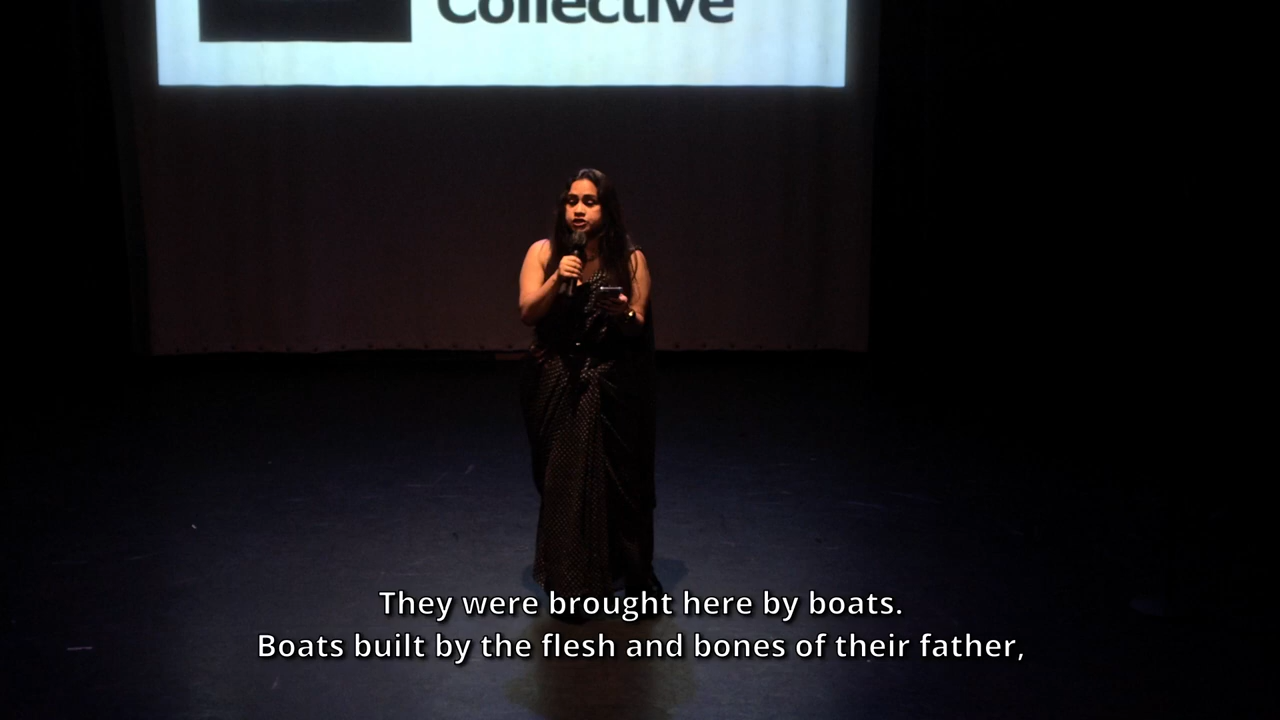 Collective
They were brought here by boats.
Boats built by the flesh and bones of their father,